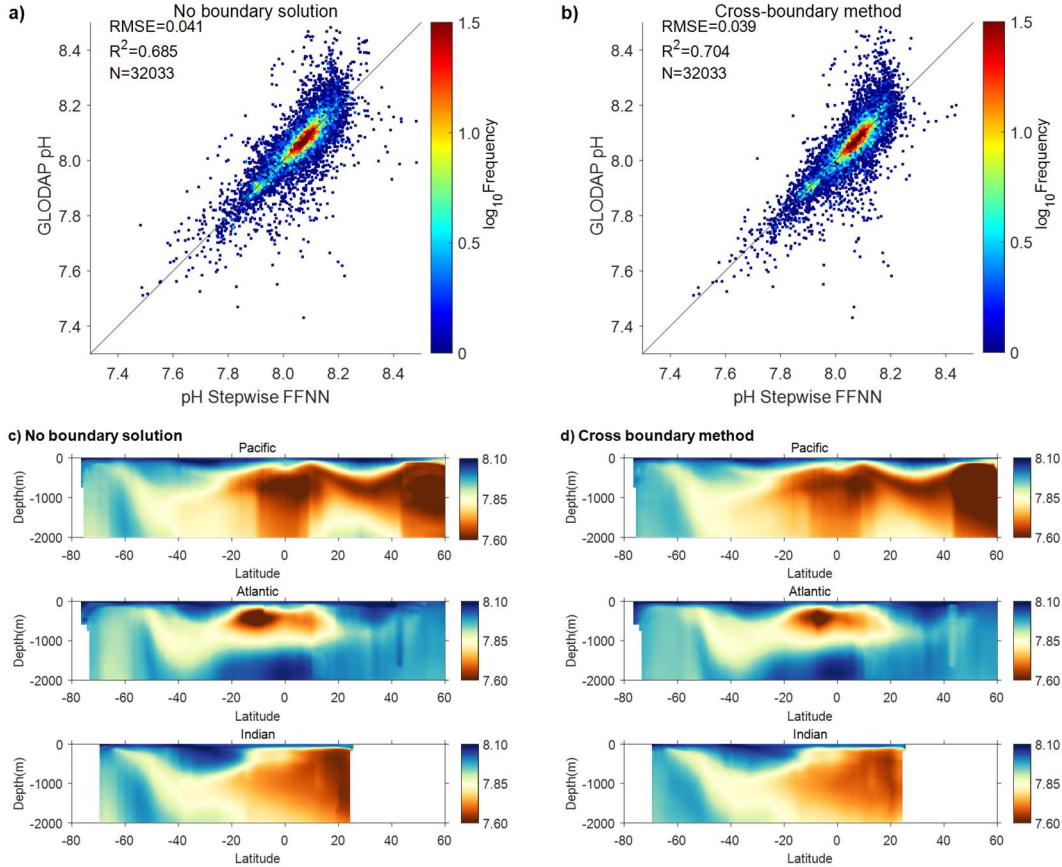 a)
No boundary solution
RMSE=0.041
R²=0.685
N=32033
8.4
8.2
8.0
7.8
7.6
7.4
GLODAP pH
7.4
7.6
7.8
8.0
8.2
8.4
pH Stepwise FFNN
1.5
1.0
0.5
0
log₁₀Frequency
b)
Cross-boundary method
RMSE=0.039
R²=0.704
N=32033
8.4
8.2
8.0
7.8
7.6
7.4
GLODAP pH
7.4
7.6
7.8
8.0
8.2
8.4
pH Stepwise FFNN
1.5
1.0
0.5
0
log₁₀Frequency
c) No boundary solution
Pacific
0
-1000
-2000
Depth(m)
-80 -60 -40 -20 0 20 40 60
Latitude
8.10
7.85
7.60
Atlantic
0
-1000
-2000
Depth(m)
-80 -60 -40 -20 0 20 40 60
Latitude
8.10
7.85
7.60
Indian
0
-1000
-2000
Depth(m)
-80 -60 -40 -20 0 20 40 60
Latitude
8.10
7.85
7.60
d) Cross boundary method
Pacific
0
-1000
-2000
Depth(m)
-80 -60 -40 -20 0 20 40 60
Latitude
8.10
7.85
7.60
Atlantic
0
-1000
-2000
Depth(m)
-80 -60 -40 -20 0 20 40 60
Latitude
8.10
7.85
7.60
Indian
0
-1000
-2000
Depth(m)
-80 -60 -40 -20 0 20 40 60
Latitude
8.10
7.85
7.60